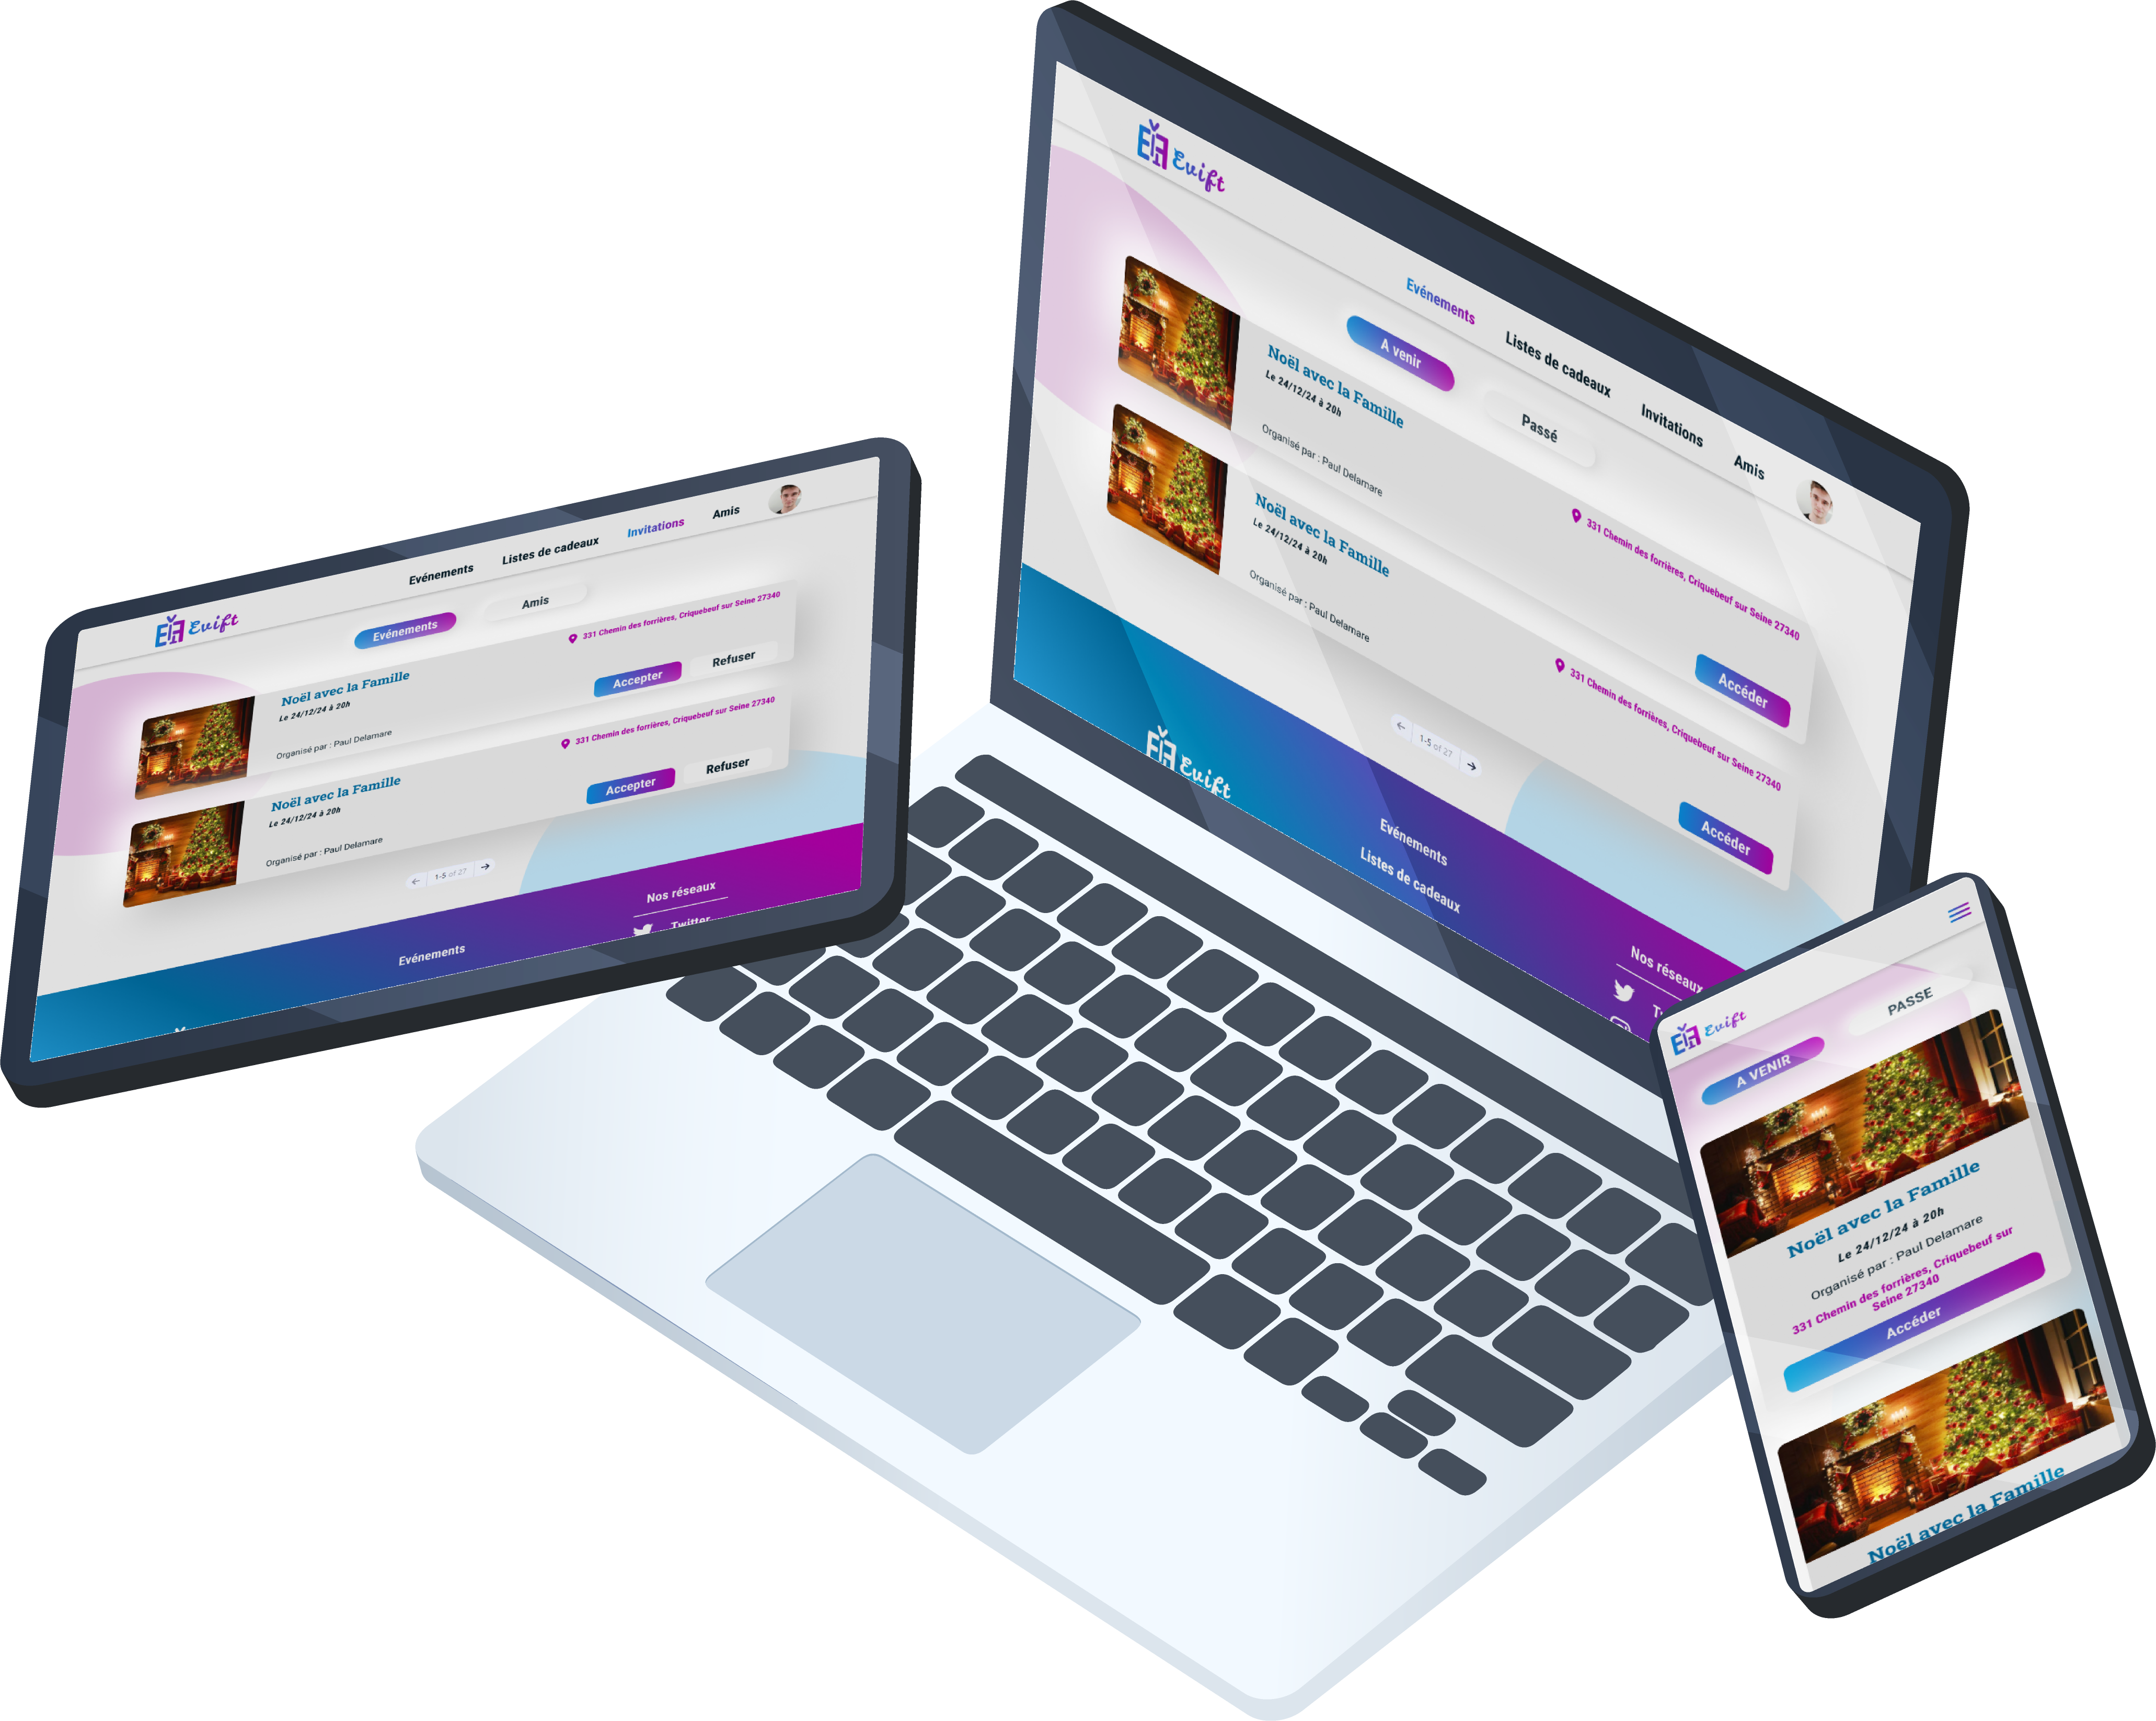 Evift
Evénements
Listes de cadeaux
Invitations
Amis
Evénements
Amis
Noël avec la Famille
Le 24/12/24 à 20h
Organisé par : Paul Delamare
331 Chemin des forrières, Criquebeuf sur Seine 27340
Accepter
Refuser
Noël avec la Famille
Le 24/12/24 à 20h
Organisé par : Paul Delamare
331 Chemin des forrières, Criquebeuf sur Seine 27340
Accepter
Refuser
1-5 of 27
Evénements
Nos réseaux
Twitter
Evift
Evénements
Listes de cadeaux
Invitations
Amis
A venir
Passé
Noël avec la Famille
Le 24/12/24 à 20h
Organisé par : Paul Delamare
331 Chemin des forrières, Criquebeuf sur Seine 27340
Accéder
Noël avec la Famille
Le 24/12/24 à 20h
Organisé par : Paul Delamare
331 Chemin des forrières, Criquebeuf sur Seine 27340
Accéder
1-5 of 27
Evift
Evénements
Listes de cadeaux
Nos réseaux
Evift
A VENIR
PASSE
Noël avec la Famille
Le 24/12/24 à 20h
Organisé par : Paul Delamare
331 Chemin des forrières, Criquebeuf sur
Seine 27340
Accéder
Noël avec la Famille